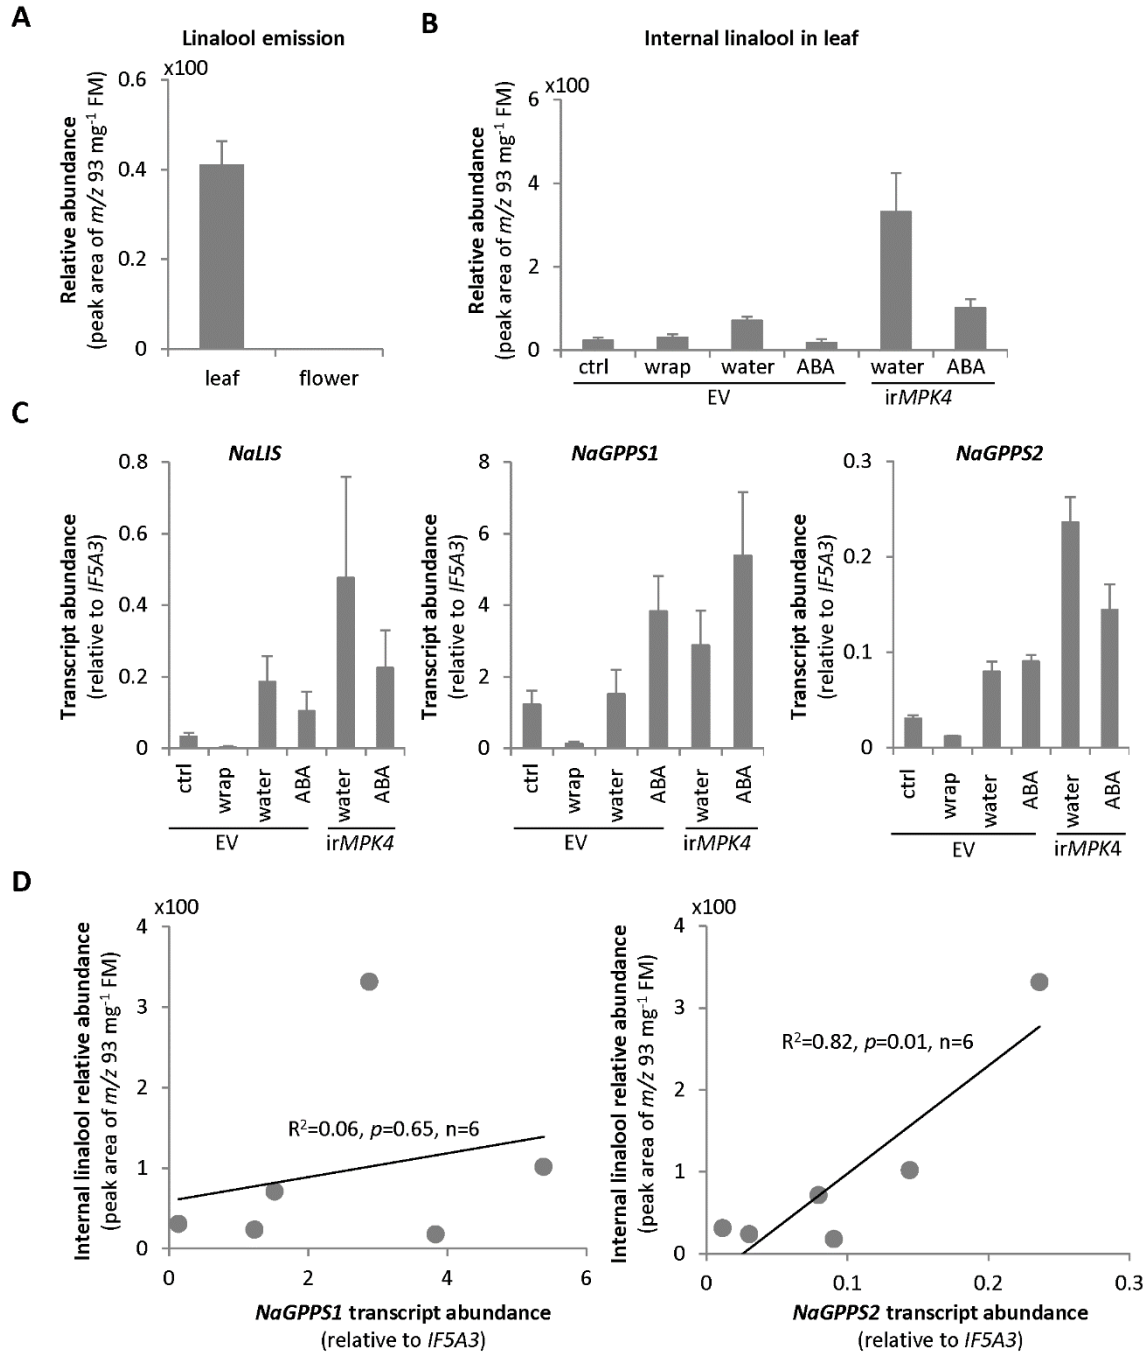 A
Linalool emission
x100
Relative abundance
(peak area of m/z 93 mg⁻¹ FM)
0.6
0.4
0.2
0
leaf flower
B
Internal linalool in leaf
x100
Relative abundance
(peak area of m/z 93 mg⁻¹ FM)
6
4
2
0
ctrl wrap water ABA water ABA
EV irMPK4
C
NaLIS
Transcript abundance
(relative to IF5A3)
0.8
0.6
0.4
0.2
0
ctrl wrap water ABA water ABA
EV irMPK4
NaGPPS1
Transcript abundance
(relative to IF5A3)
8
6
4
2
0
ctrl wrap water ABA water ABA
EV irMPK4
NaGPPS2
Transcript abundance
(relative to IF5A3)
0.3
0.2
0.1
0
ctrl wrap water ABA water ABA
EV irMPK4
D
x100
Internal linalool relative abundance
(peak area of m/z 93 mg⁻¹ FM)
4
3
2
1
0
R²=0.06, p=0.65, n=6
0 2 4 6
NaGPPS1 transcript abundance
(relative to IF5A3)
x100
Internal linalool relative abundance
(peak area of m/z 93 mg⁻¹ FM)
4
3
2
1
0
R²=0.82, p=0.01, n=6
0 0.1 0.2 0.3
NaGPPS2 transcript abundance
(relative to IF5A3)